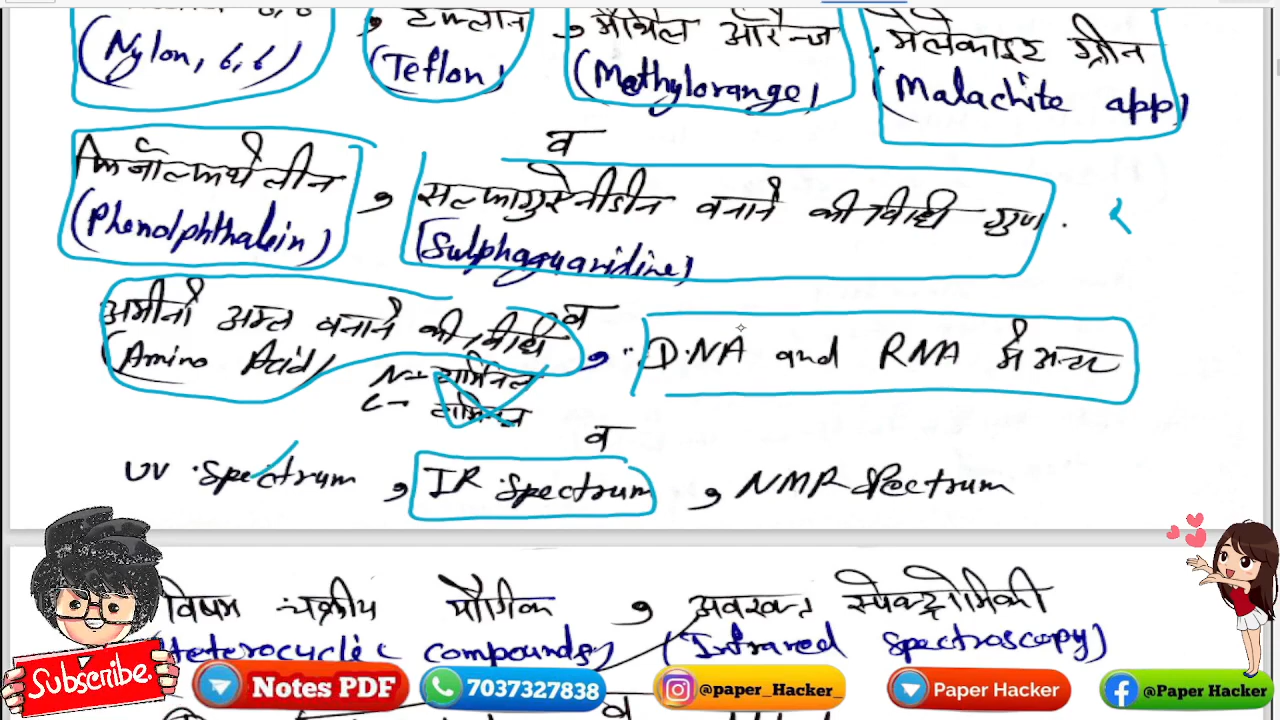 (Nylon, 6,6) , टेफ्लान (Teflon) , मैथिल ऑरेन्ज (Methylorange) , मैलेकाइट ग्रीन (Malachite app)
व
(Phenolphthalein) , सल्फागुऐनीडीन बनाने की विधि गुण .
(Sulphaguanidine)
अमीनो अम्ल बनाने की विधि व
(Amino Acid) , DNA and RNA में अन्तर
N-
C-
व
UV Spectrum , IR Spectrum , NMR Spectrum
विषम चक्रीय यौगिक , अवरक्त स्पेक्ट्रोमिकी
(Heterocyclic compounds) (Infrared spectroscopy)
व
Subscribe.
Notes PDF
7037327838
@paper_Hacker_
Paper Hacker
@Paper Hacker